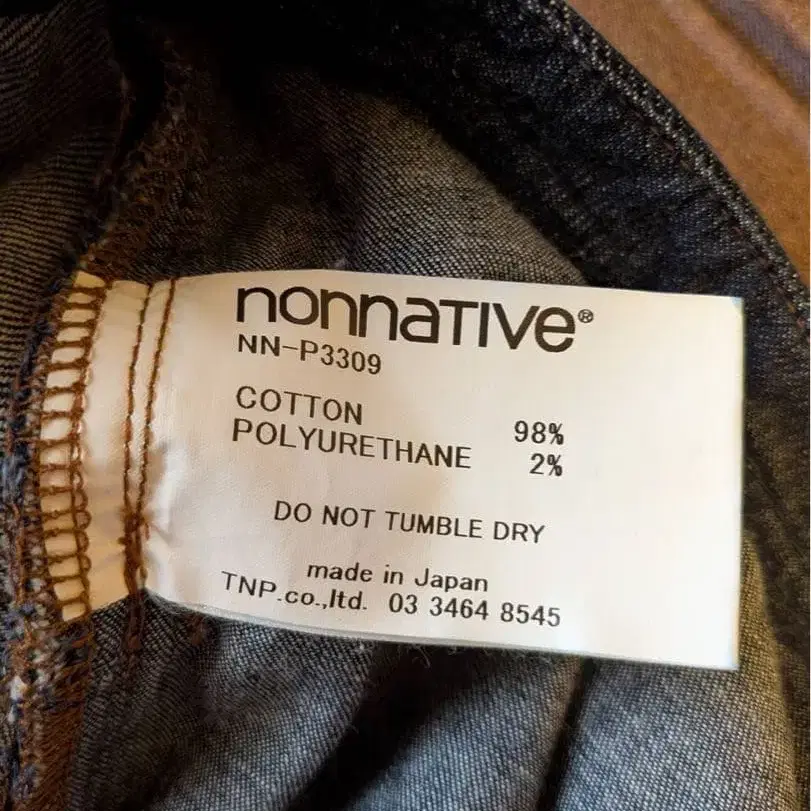 nonnative®
NN-P3309
COTTON 98%
POLYURETHANE 2%
DO NOT TUMBLE DRY
made in Japan
TNP.co.,ltd. 03 3464 8545